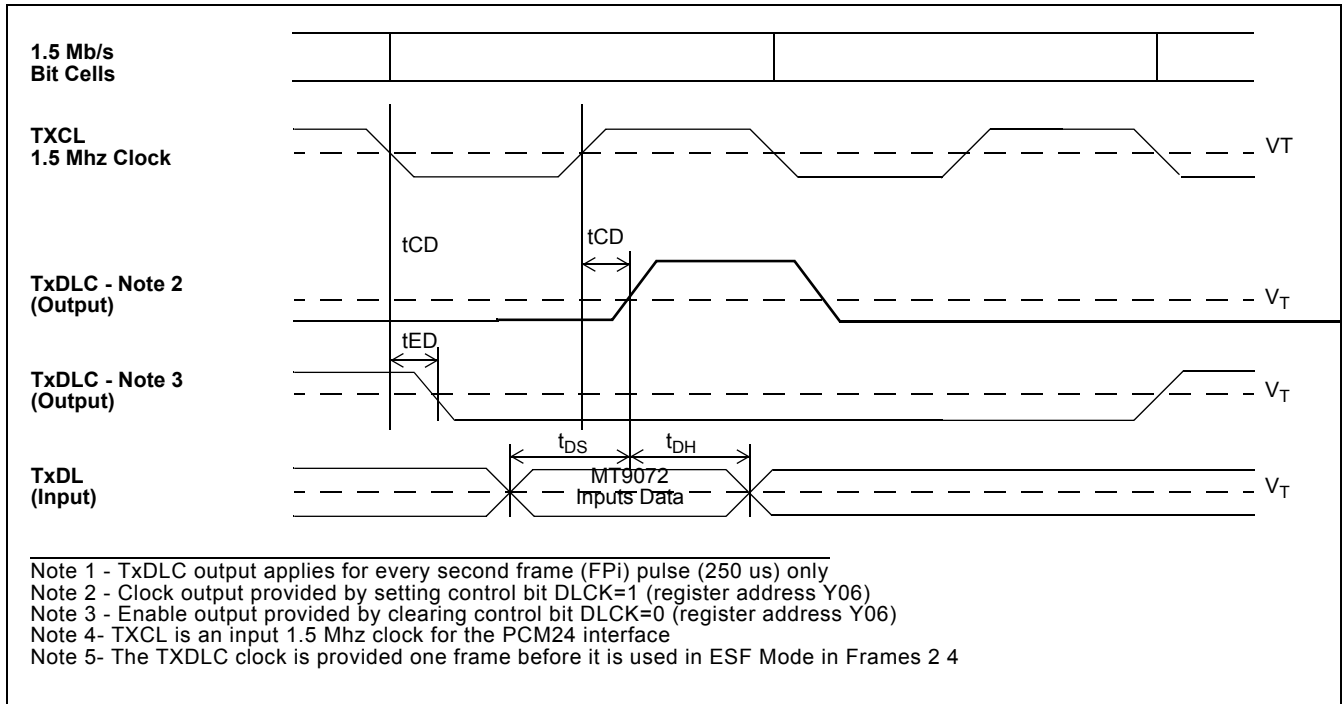 1.5 Mb/s
Bit Cells
TXCL
1.5 Mhz Clock
VT
tCD
tCD
TxDLC - Note 2
(Output)
VT
tED
TxDLC - Note 3
(Output)
VT
tDS
tDH
TxDL
(Input)
MT9072
Inputs Data
VT
Note 1 - TxDLC output applies for every second frame (FPi) pulse (250 us) only
Note 2 - Clock output provided by setting control bit DLCK=1 (register address Y06)
Note 3 - Enable output provided by clearing control bit DLCK=0 (register address Y06)
Note 4- TXCL is an input 1.5 Mhz clock for the PCM24 interface
Note 5- The TXDLC clock is provided one frame before it is used in ESF Mode in Frames 2 4